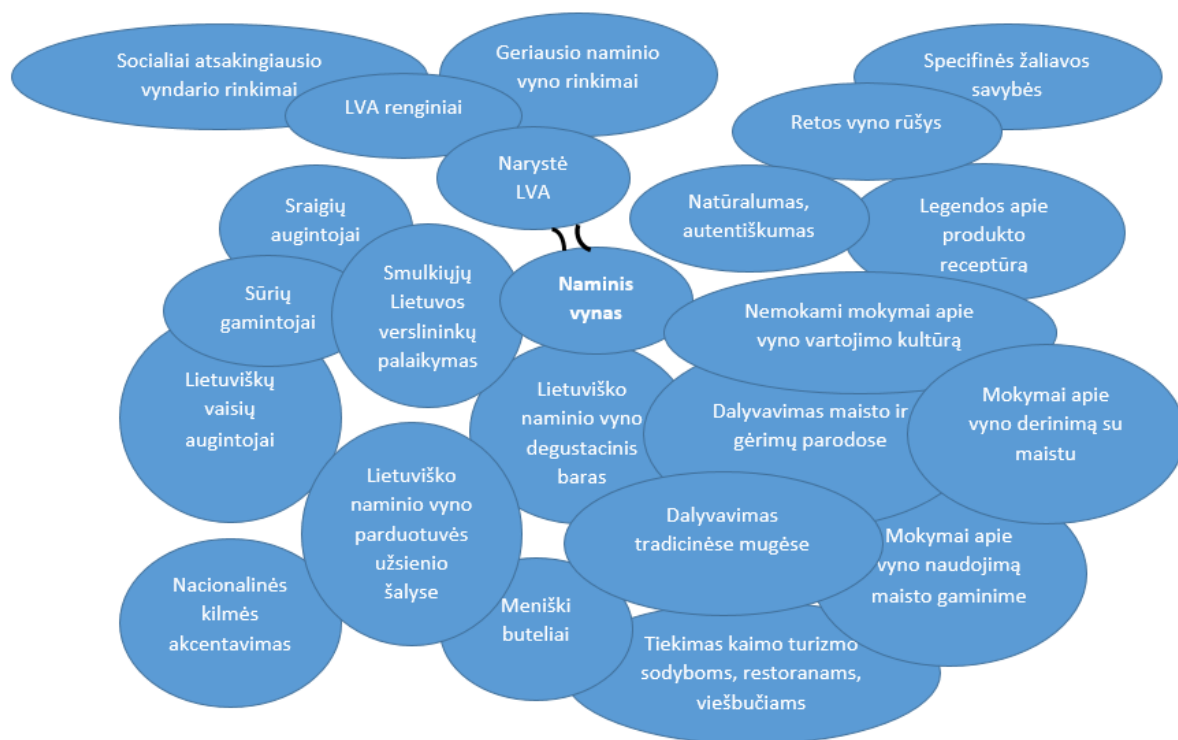 Socialiai atsakingiausio
vyndario rinkimai
Geriausio naminio
vyno rinkimai
LVA renginiai
Narystė
LVA
Specifinės žaliavos
savybės
Retos vyno rūšys
Natūralumas,
autentiškumas
Legendos apie
produkto
receptūrą
Sraigių
augintojai
Sūrių
gamintojai
Smulkiųjų
Lietuvos
verslininkų
palaikymas
Naminis
vynas
Nemokami mokymai apie
vyno vartojimo kultūrą
Lietuviškų
vaisių
augintojai
Lietuviško
naminio vyno
degustacinis
baras
Dalyvavimas maisto ir
gėrimų parodose
Mokymai apie
vyno derinimą su
maistu
Lietuviško
naminio vyno
parduotuvės
užsienio
šalyse
Dalyvavimas
tradicinėse mugėse
Mokymai apie
vyno naudojimą
maisto gaminime
Nacionalinės
kilmės
akcentavimas
Meniški
buteliai
Tiekimas kaimo turizmo
sodyboms, restoranams,
viešbučiams